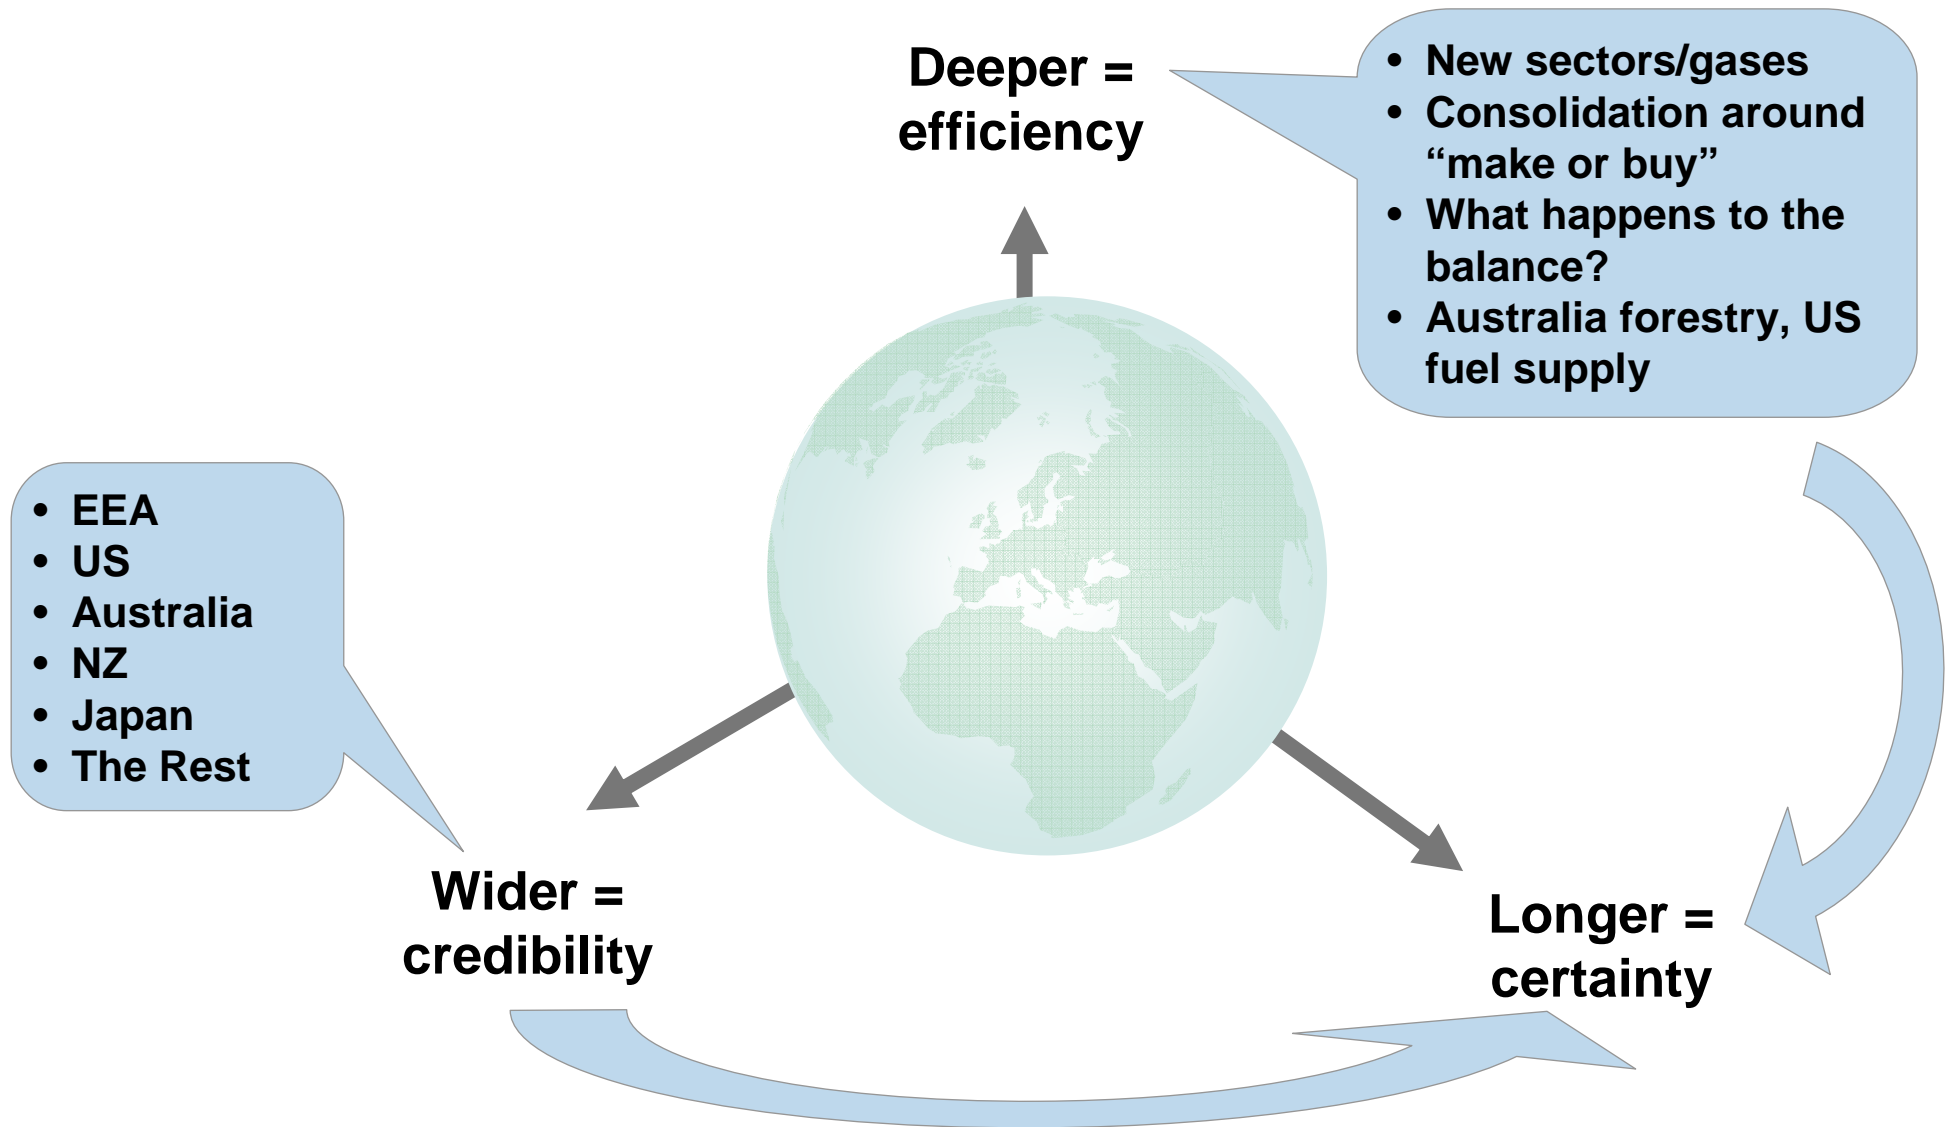 Deeper =
efficiency
• New sectors/gases
• Consolidation around
“make or buy”
• What happens to the
balance?
• Australia forestry, US
fuel supply
• EEA
• US
• Australia
• NZ
• Japan
• The Rest
Wider =
credibility
Longer =
certainty